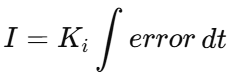 I = K_i ∫ error dt